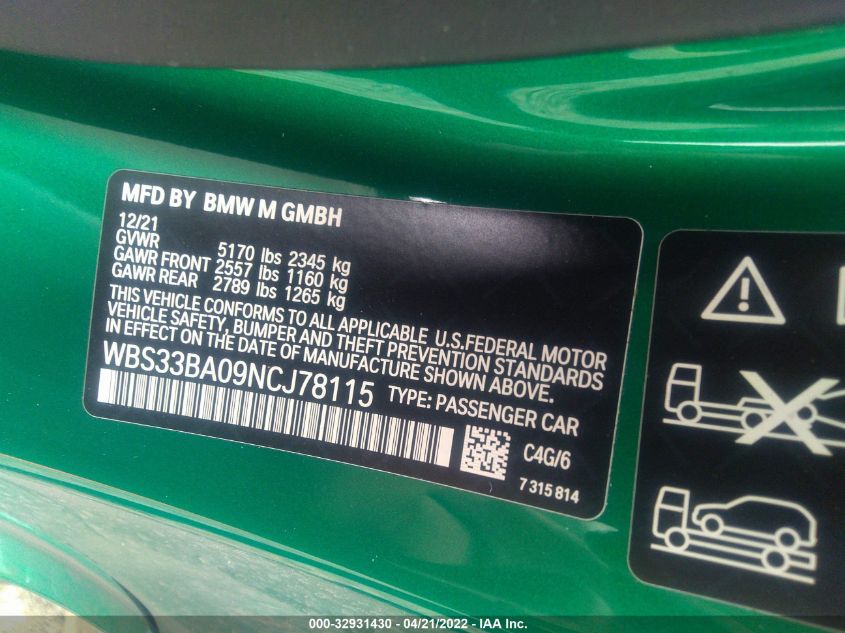 MFD BY BMW M GMBH
12/21
GVWR 5170 lbs 2345 kg
GAWR FRONT 2557 lbs 1160 kg
GAWR REAR 2789 lbs 1265 kg
THIS VEHICLE CONFORMS TO ALL APPLICABLE U.S.FEDERAL MOTOR
VEHICLE SAFETY, BUMPER AND THEFT PREVENTION STANDARDS
IN EFFECT ON THE DATE OF MANUFACTURE SHOWN ABOVE.
WBS33BA09NCJ78115 TYPE: PASSENGER CAR
C4G/6
7 315 814
000-32931430 - 04/21/2022 - IAA Inc.